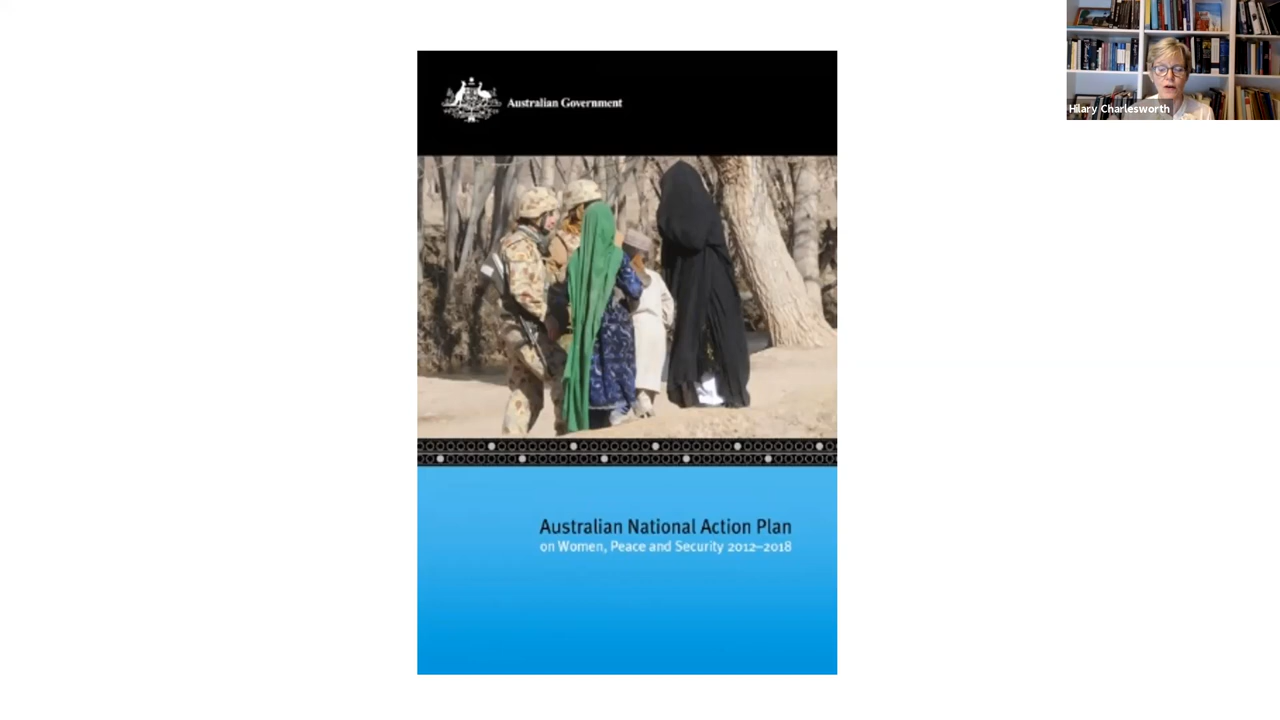 Australian Government
Hilary Charlesworth
Australian National Action Plan
on Women, Peace and Security 2012–2018